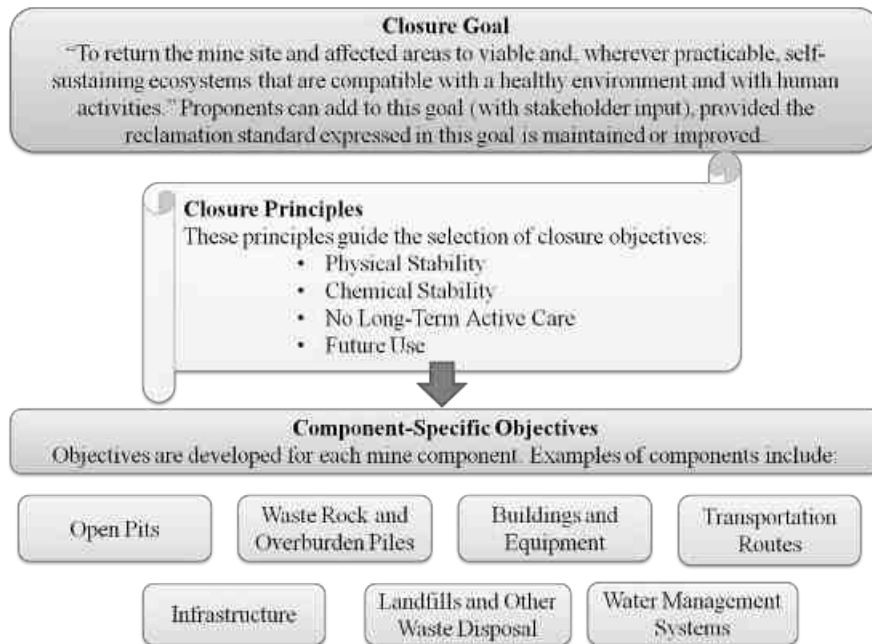 Closure Goal
“To return the mine site and affected areas to viable and, wherever practicable, self-
sustaining ecosystems that are compatible with a healthy environment and with human
activities.” Proponents can add to this goal (with stakeholder input), provided the
reclamation standard expressed in this goal is maintained or improved.
Closure Principles
These principles guide the selection of closure objectives:
• Physical Stability
• Chemical Stability
• No Long-Term Active Care
• Future Use
Component-Specific Objectives
Objectives are developed for each mine component. Examples of components include:
Open Pits
Waste Rock and
Overburden Piles
Buildings and
Equipment
Transportation
Routes
Infrastructure
Landfills and Other
Waste Disposal
Water Management
Systems